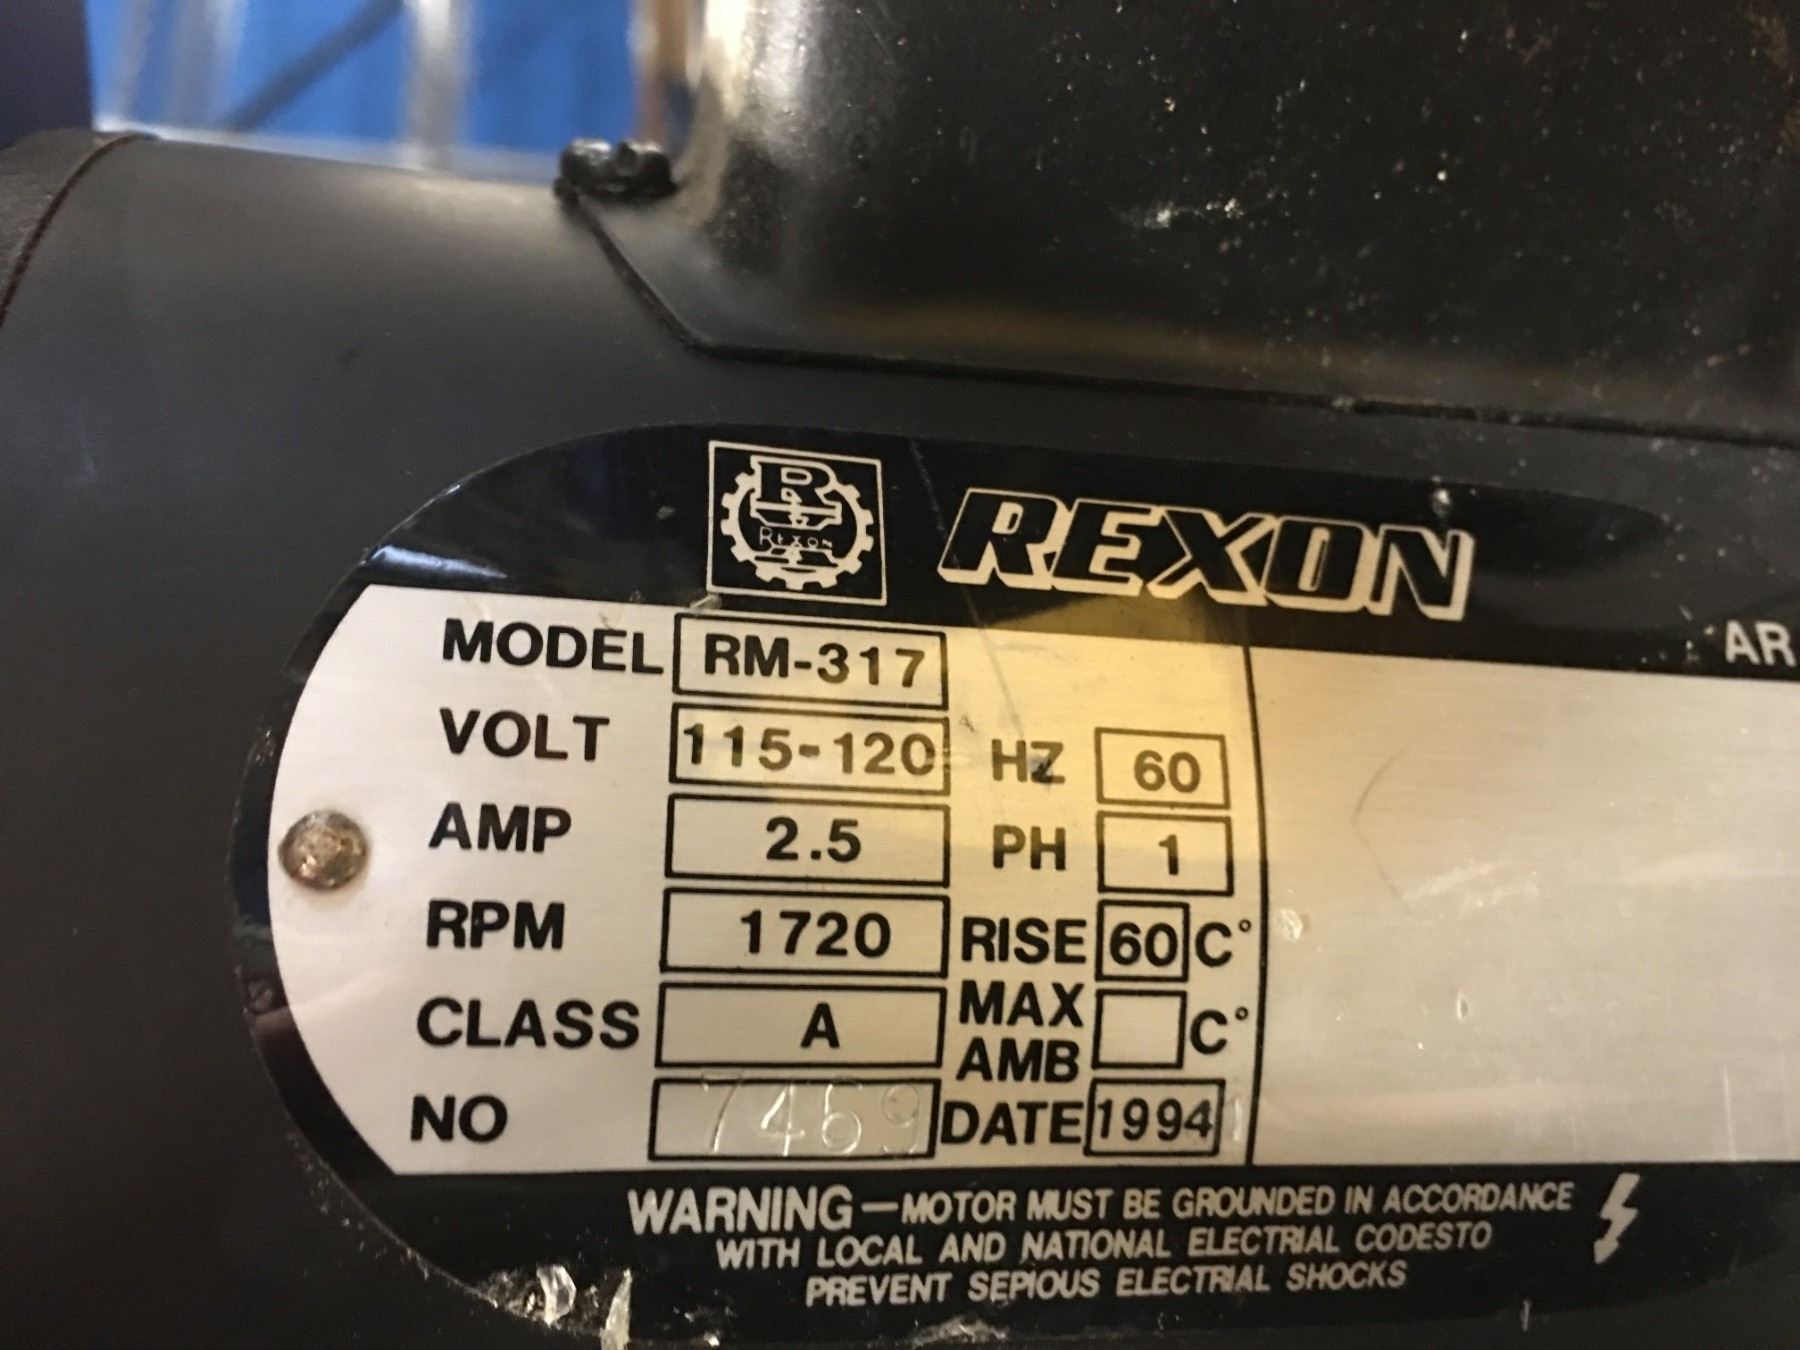 R
REXON
REXON
AR
MODEL RM-317
VOLT 115-120 HZ 60
AMP 2.5 PH 1
RPM 1720 RISE 60 C°
CLASS A MAX AMB C°
NO 7469 DATE 1994
WARNING—MOTOR MUST BE GROUNDED IN ACCORDANCE
WITH LOCAL AND NATIONAL ELECTRIAL CODESTO
PREVENT SEPIOUS ELECTRIAL SHOCKS